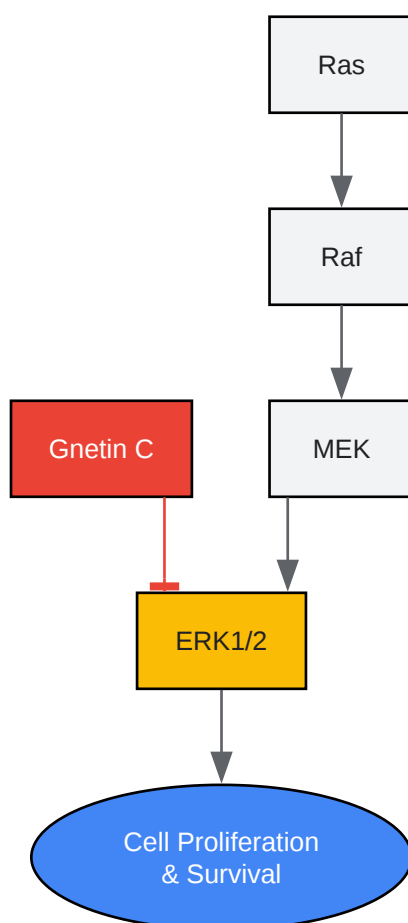 Ras
Raf
Gnetin C
MEK
ERK1/2
Cell Proliferation
& Survival